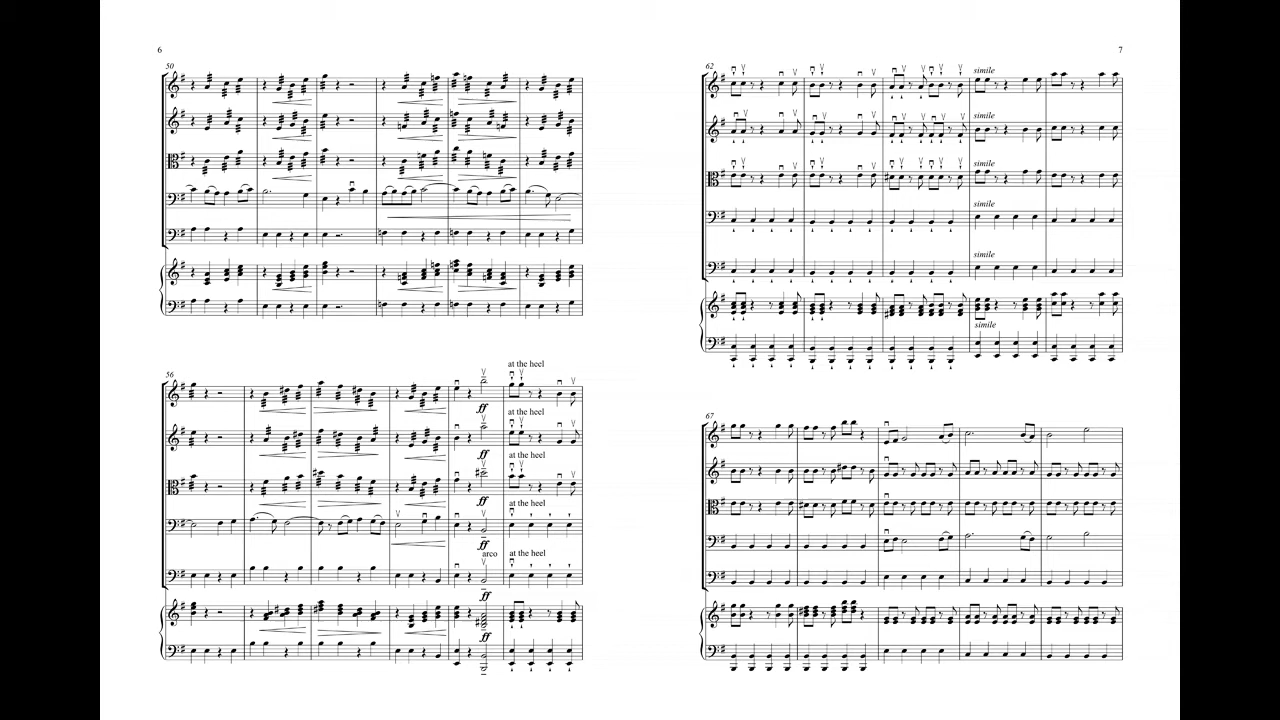 6
50
56
at the heel
ff
at the heel
ff
at the heel
ff
at the heel
ff
arco
at the heel
ff
ff
7
62
simile
simile
simile
simile
simile
simile
67